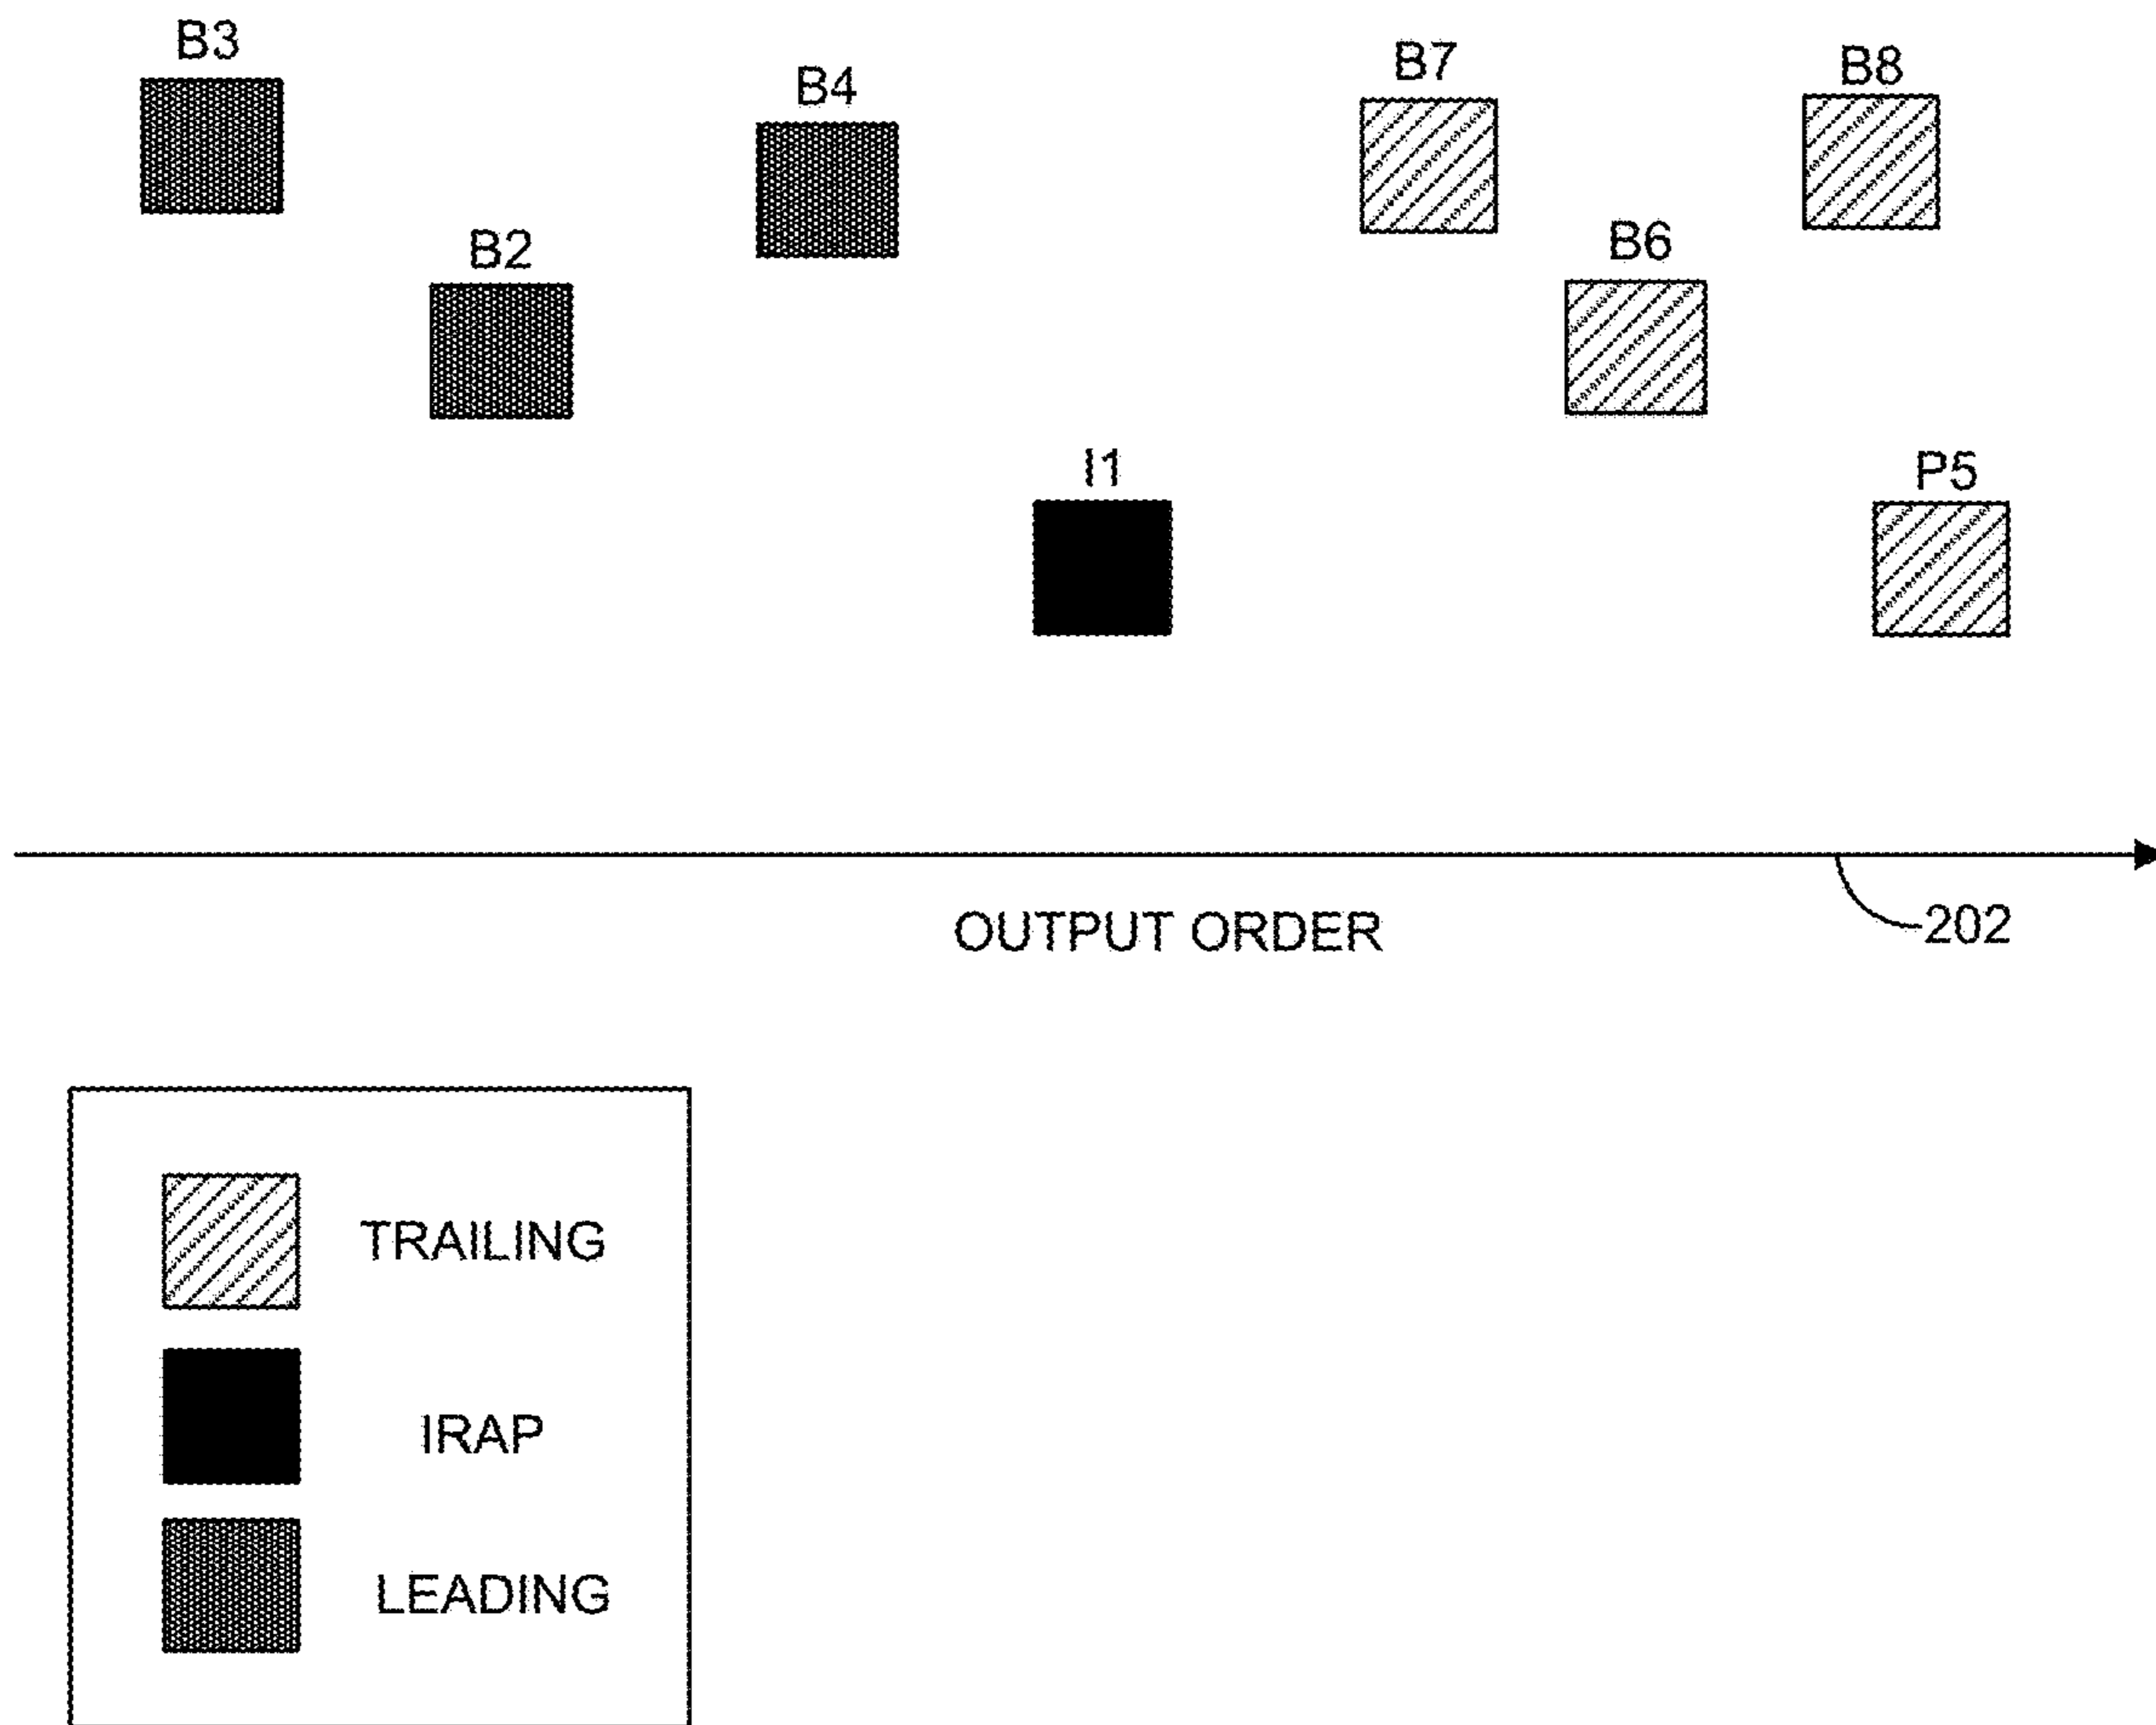 B3
B4
B7
B8
B2
B6
I1
P5
OUTPUT ORDER
202
TRAILING
IRAP
LEADING